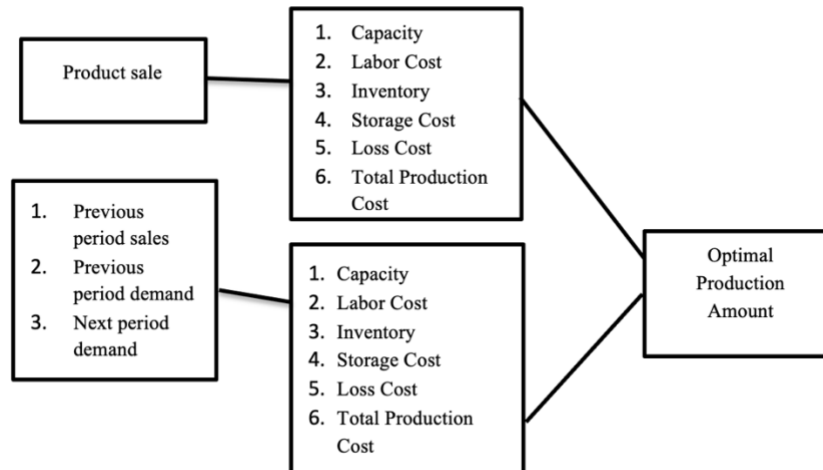 Product sale
1. Capacity
2. Labor Cost
3. Inventory
4. Storage Cost
5. Loss Cost
6. Total Production
Cost
1. Previous
period sales
2. Previous
period demand
3. Next period
demand
1. Capacity
2. Labor Cost
3. Inventory
4. Storage Cost
5. Loss Cost
6. Total Production
Cost
Optimal
Production
Amount